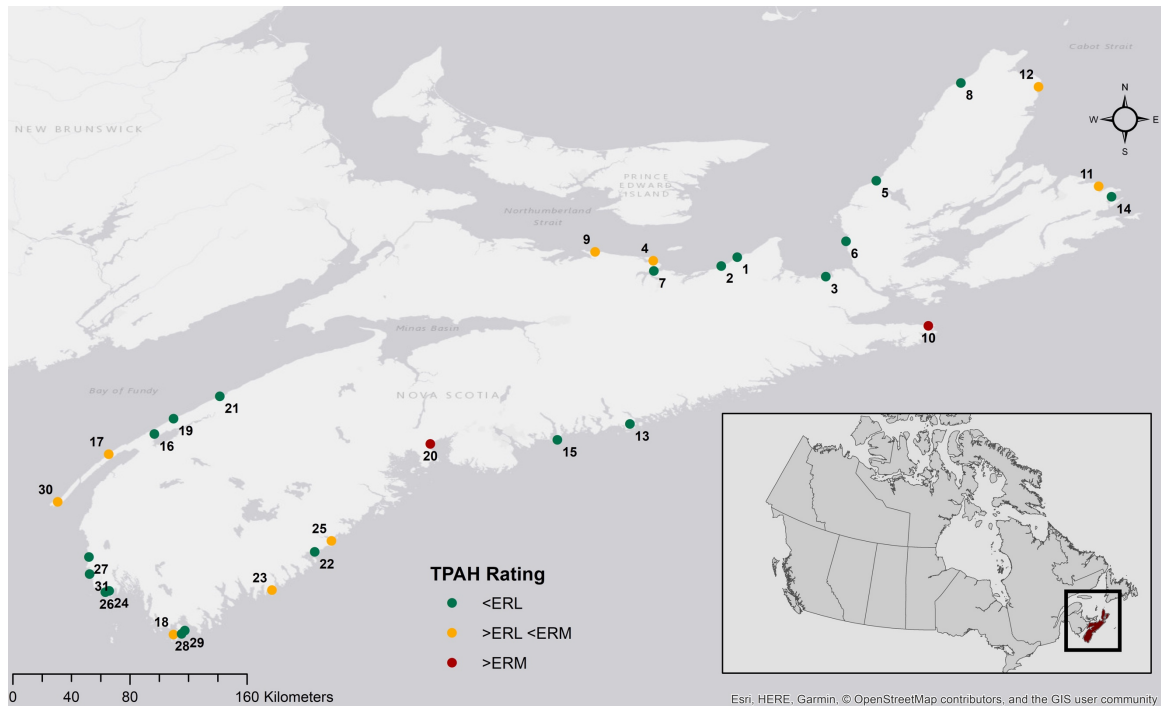 Cabot Strait
12
8
N
W E
S
NEW BRUNSWICK
PRINCE
EDWARD
ISLAND
11
5
14
Northumberland
Strait
9
4
6
7
2
1
3
Minas Basin
10
Bay of Fundy
NOVA SCOTIA
21
19
16
17
20
15
13
30
25
22
27
23
31
26 24
18
28 29
TPAH Rating
<ERL
>ERL <ERM
>ERM
0 40 80 160 Kilometers
Esri, HERE, Garmin, © OpenStreetMap contributors, and the GIS user community